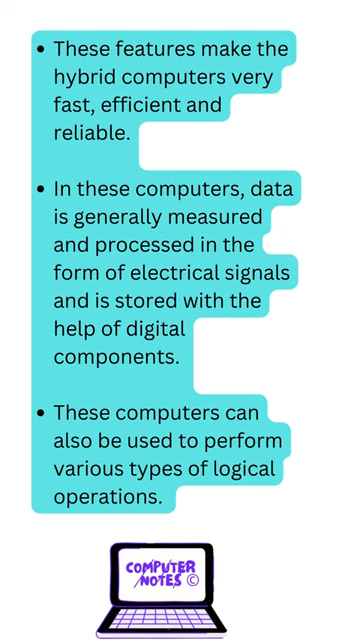 • These features make the
hybrid computers very
fast, efficient and
reliable.
• In these computers, data
is generally measured
and processed in the
form of electrical signals
and is stored with the
help of digital
components.
• These computers can
also be used to perform
various types of logical
operations.
COMPUTER
NOTES ©